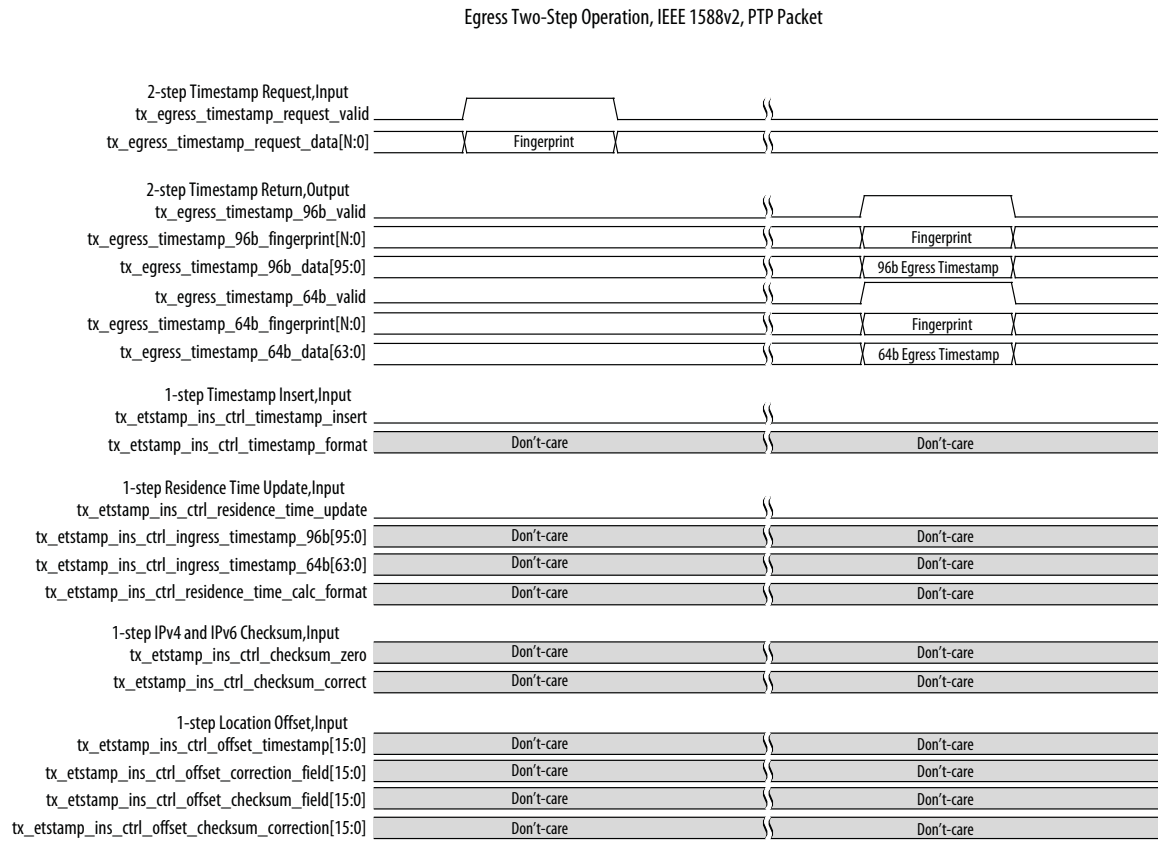 Egress Two-Step Operation, IEEE 1588v2, PTP Packet
2-step Timestamp Request,Input
tx_egress_timestamp_request_valid
tx_egress_timestamp_request_data[N:0] Fingerprint
2-step Timestamp Return,Output
tx_egress_timestamp_96b_valid
tx_egress_timestamp_96b_fingerprint[N:0] Fingerprint
tx_egress_timestamp_96b_data[95:0] 96b Egress Timestamp
tx_egress_timestamp_64b_valid
tx_egress_timestamp_64b_fingerprint[N:0] Fingerprint
tx_egress_timestamp_64b_data[63:0] 64b Egress Timestamp
1-step Timestamp Insert,Input
tx_etstamp_ins_ctrl_timestamp_insert
tx_etstamp_ins_ctrl_timestamp_format Don’t-care Don’t-care
1-step Residence Time Update,Input
tx_etstamp_ins_ctrl_residence_time_update
tx_etstamp_ins_ctrl_ingress_timestamp_96b[95:0] Don’t-care Don’t-care
tx_etstamp_ins_ctrl_ingress_timestamp_64b[63:0] Don’t-care Don’t-care
tx_etstamp_ins_ctrl_residence_time_calc_format Don’t-care Don’t-care
1-step IPv4 and IPv6 Checksum,Input
tx_etstamp_ins_ctrl_checksum_zero Don’t-care Don’t-care
tx_etstamp_ins_ctrl_checksum_correct Don’t-care Don’t-care
1-step Location Offset,Input
tx_etstamp_ins_ctrl_offset_timestamp[15:0] Don’t-care Don’t-care
tx_etstamp_ins_ctrl_offset_correction_field[15:0] Don’t-care Don’t-care
tx_etstamp_ins_ctrl_offset_checksum_field[15:0] Don’t-care Don’t-care
tx_etstamp_ins_ctrl_offset_checksum_correction[15:0] Don’t-care Don’t-care